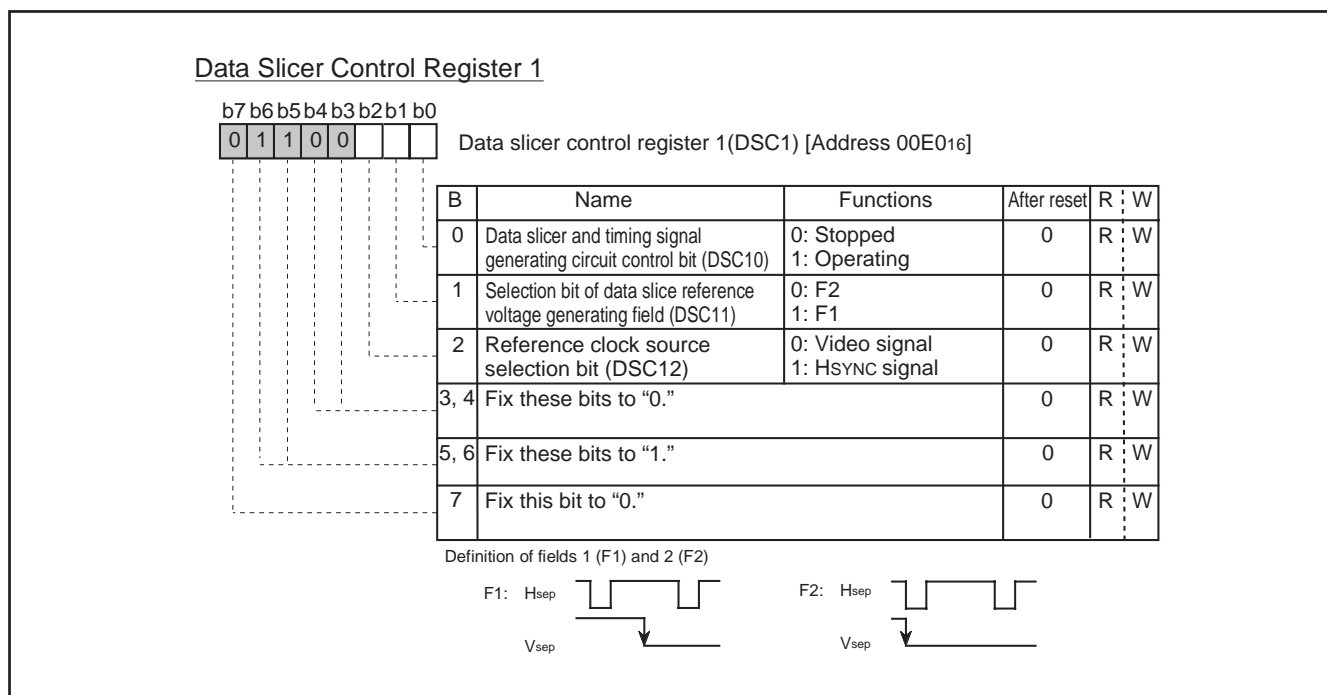 Data Slicer Control Register 1
b7 b6 b5 b4 b3 b2 b1 b0
0 1 1 0 0
Data slicer control register 1(DSC1) [Address 00E016]
B Name Functions After reset R W
0 Data slicer and timing signal generating circuit control bit (DSC10) 0: Stopped 1: Operating 0 R W
1 Selection bit of data slice reference voltage generating field (DSC11) 0: F2 1: F1 0 R W
2 Reference clock source selection bit (DSC12) 0: Video signal 1: HSYNC signal 0 R W
3, 4 Fix these bits to “0.” 0 R W
5, 6 Fix these bits to “1.” 0 R W
7 Fix this bit to “0.” 0 R W
Definition of fields 1 (F1) and 2 (F2)
F1: Hsep
Vsep
F2: Hsep
Vsep